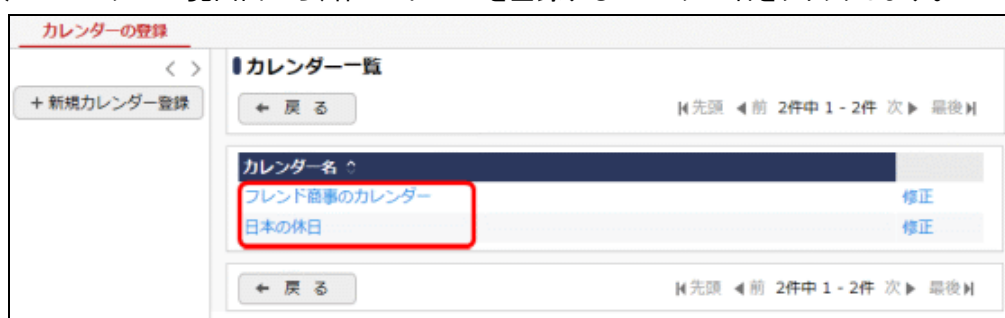 カレンダーの登録
< >
+ 新規カレンダー登録
カレンダー一覧
← 戻 る
先頭 前 2件中 1 - 2件 次 最後
カレンダー名
フレンド商事のカレンダー 修正
日本の休日 修正
← 戻 る
先頭 前 2件中 1 - 2件 次 最後